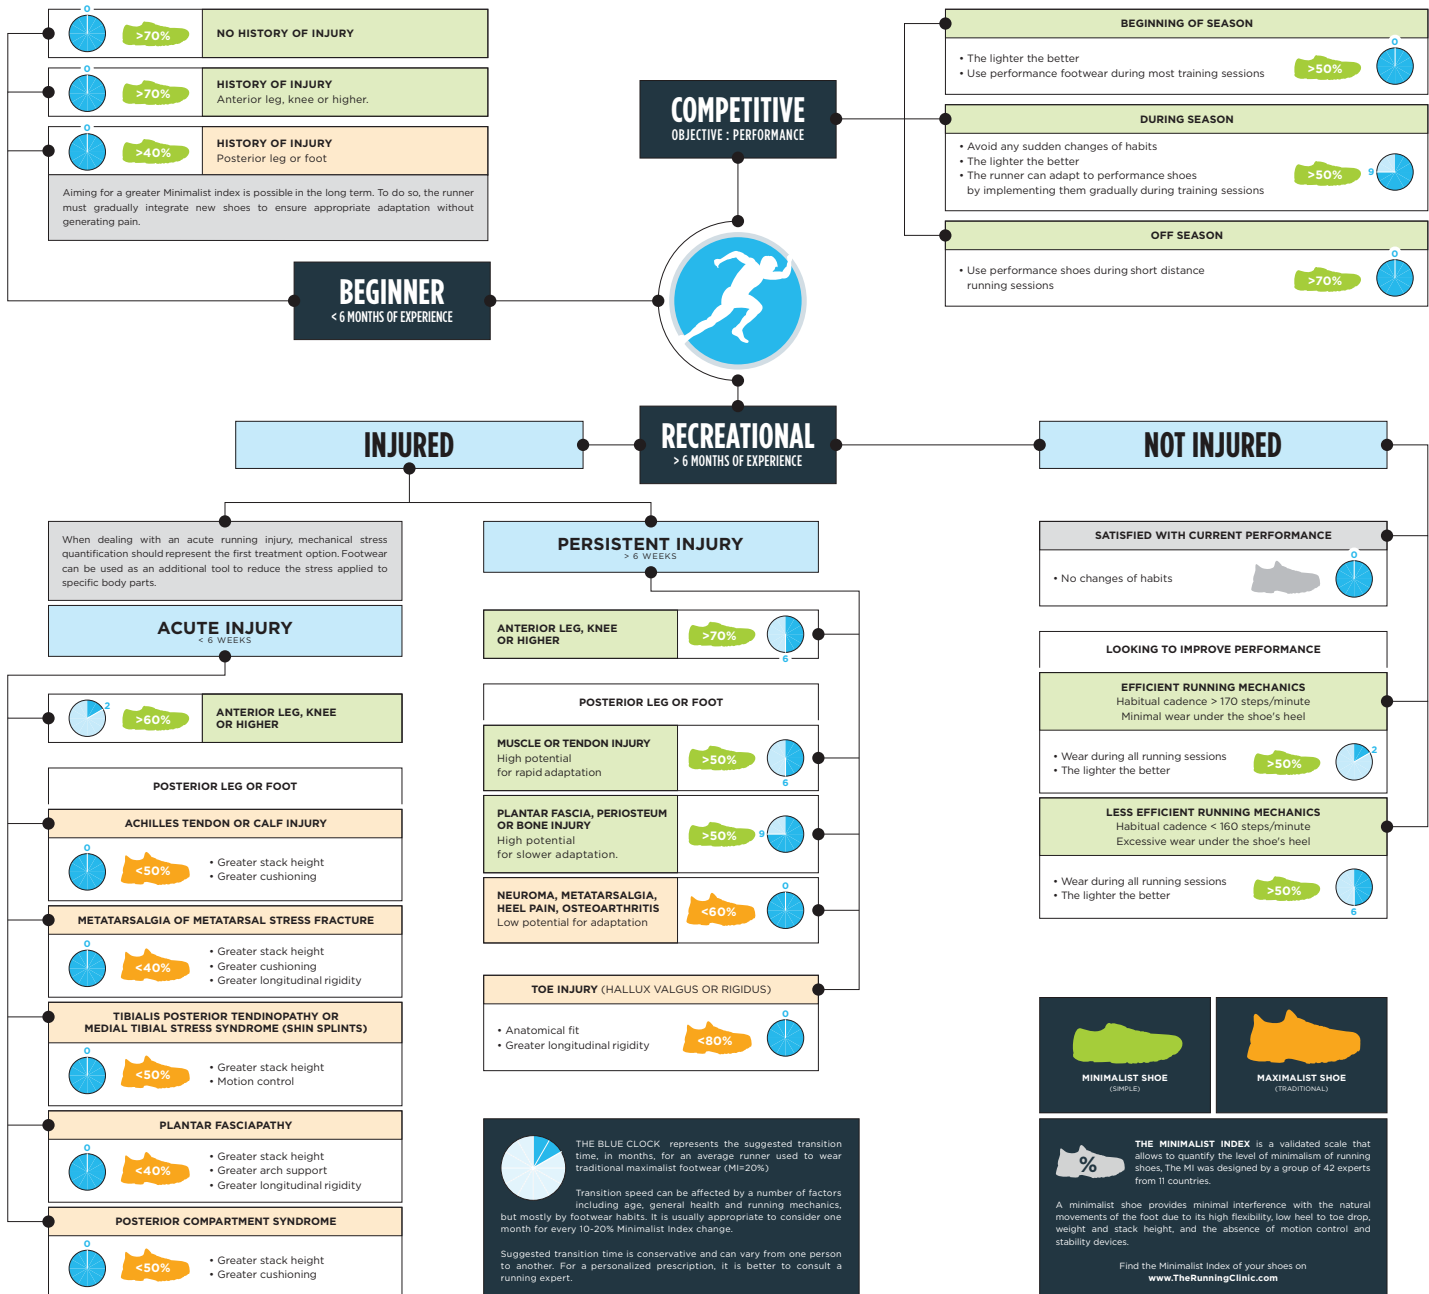 0
>70%
NO HISTORY OF INJURY
0
>70%
HISTORY OF INJURY
Anterior leg, knee or higher.
0
>40%
HISTORY OF INJURY
Posterior leg or foot
Aiming for a greater Minimalist index is possible in the long term. To do so, the runner
must gradually integrate new shoes to ensure appropriate adaptation without
generating pain.
BEGINNER
< 6 MONTHS OF EXPERIENCE
COMPETITIVE
OBJECTIVE : PERFORMANCE
BEGINNING OF SEASON
• The lighter the better
• Use performance footwear during most training sessions
>50%
0
DURING SEASON
• Avoid any sudden changes of habits
• The lighter the better
• The runner can adapt to performance shoes
by implementing them gradually during training sessions
>50%
9
OFF SEASON
• Use performance shoes during short distance
running sessions
>70%
0
RECREATIONAL
> 6 MONTHS OF EXPERIENCE
INJURED
When dealing with an acute running injury, mechanical stress
quantification should represent the first treatment option. Footwear
can be used as an additional tool to reduce the stress applied to
specific body parts.
ACUTE INJURY
< 6 WEEKS
2
>60%
ANTERIOR LEG, KNEE
OR HIGHER
POSTERIOR LEG OR FOOT
ACHILLES TENDON OR CALF INJURY
0
<50%
• Greater stack height
• Greater cushioning
METATARSALGIA OF METATARSAL STRESS FRACTURE
0
<40%
• Greater stack height
• Greater cushioning
• Greater longitudinal rigidity
TIBIALIS POSTERIOR TENDINOPATHY OR
MEDIAL TIBIAL STRESS SYNDROME (SHIN SPLINTS)
0
<50%
• Greater stack height
• Motion control
PLANTAR FASCIAPATHY
0
<40%
• Greater stack height
• Greater arch support
• Greater longitudinal rigidity
POSTERIOR COMPARTMENT SYNDROME
0
<50%
• Greater stack height
• Greater cushioning
PERSISTENT INJURY
> 6 WEEKS
ANTERIOR LEG, KNEE
OR HIGHER
>70%
6
POSTERIOR LEG OR FOOT
MUSCLE OR TENDON INJURY
High potential
for rapid adaptation
>50%
6
PLANTAR FASCIA, PERIOSTEUM
OR BONE INJURY
High potential
for slower adaptation.
>50%
9
NEUROMA, METATARSALGIA,
HEEL PAIN, OSTEOARTHRITIS
Low potential for adaptation
<60%
0
TOE INJURY (HALLUX VALGUS OR RIGIDUS)
• Anatomical fit
• Greater longitudinal rigidity
<80%
0
THE BLUE CLOCK represents the suggested transition
time, in months, for an average runner used to wear
traditional maximalist footwear (MI=20%)
Transition speed can be affected by a number of factors
including age, general health and running mechanics,
but mostly by footwear habits. It is usually appropriate to consider one
month for every 10-20% Minimalist Index change.
Suggested transition time is conservative and can vary from one person
to another. For a personalized prescription, it is better to consult a
running expert.
NOT INJURED
SATISFIED WITH CURRENT PERFORMANCE
• No changes of habits
0
LOOKING TO IMPROVE PERFORMANCE
EFFICIENT RUNNING MECHANICS
Habitual cadence > 170 steps/minute
Minimal wear under the shoe's heel
• Wear during all running sessions
• The lighter the better
>50%
2
LESS EFFICIENT RUNNING MECHANICS
Habitual cadence < 160 steps/minute
Excessive wear under the shoe's heel
• Wear during all running sessions
• The lighter the better
>50%
6
MINIMALIST SHOE
(SIMPLE)
MAXIMALIST SHOE
(TRADITIONAL)
%
THE MINIMALIST INDEX is a validated scale that
allows to quantify the level of minimalism of running
shoes, The MI was designed by a group of 42 experts
from 11 countries.
A minimalist shoe provides minimal interference with the natural
movements of the foot due to its high flexibility, low heel to toe drop,
weight and stack height, and the absence of motion control and
stability devices.
Find the Minimalist Index of your shoes on
www.TheRunningClinic.com